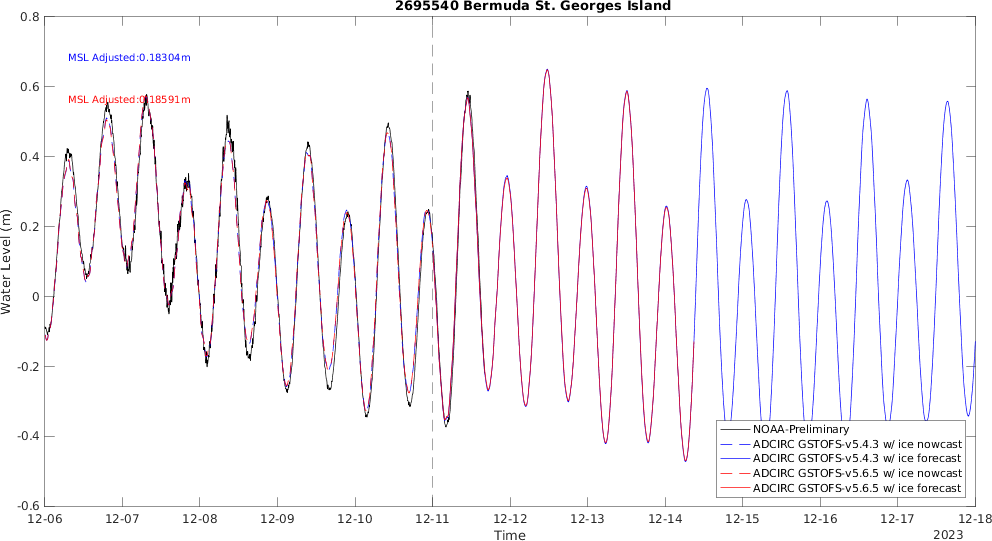 2695540 Bermuda St. Georges Island
MSL Adjusted:0.18304m
MSL Adjusted:0.18591m
Water Level (m)
0.8
0.6
0.4
0.2
0
-0.2
-0.4
-0.6
NOAA-Preliminary
ADCIRC GSTOFS-v5.4.3 w/ ice nowcast
ADCIRC GSTOFS-v5.4.3 w/ ice forecast
ADCIRC GSTOFS-v5.6.5 w/ ice nowcast
ADCIRC GSTOFS-v5.6.5 w/ ice forecast
12-06 12-07 12-08 12-09 12-10 12-11 12-12 12-13 12-14 12-15 12-16 12-17 12-18
Time
2023